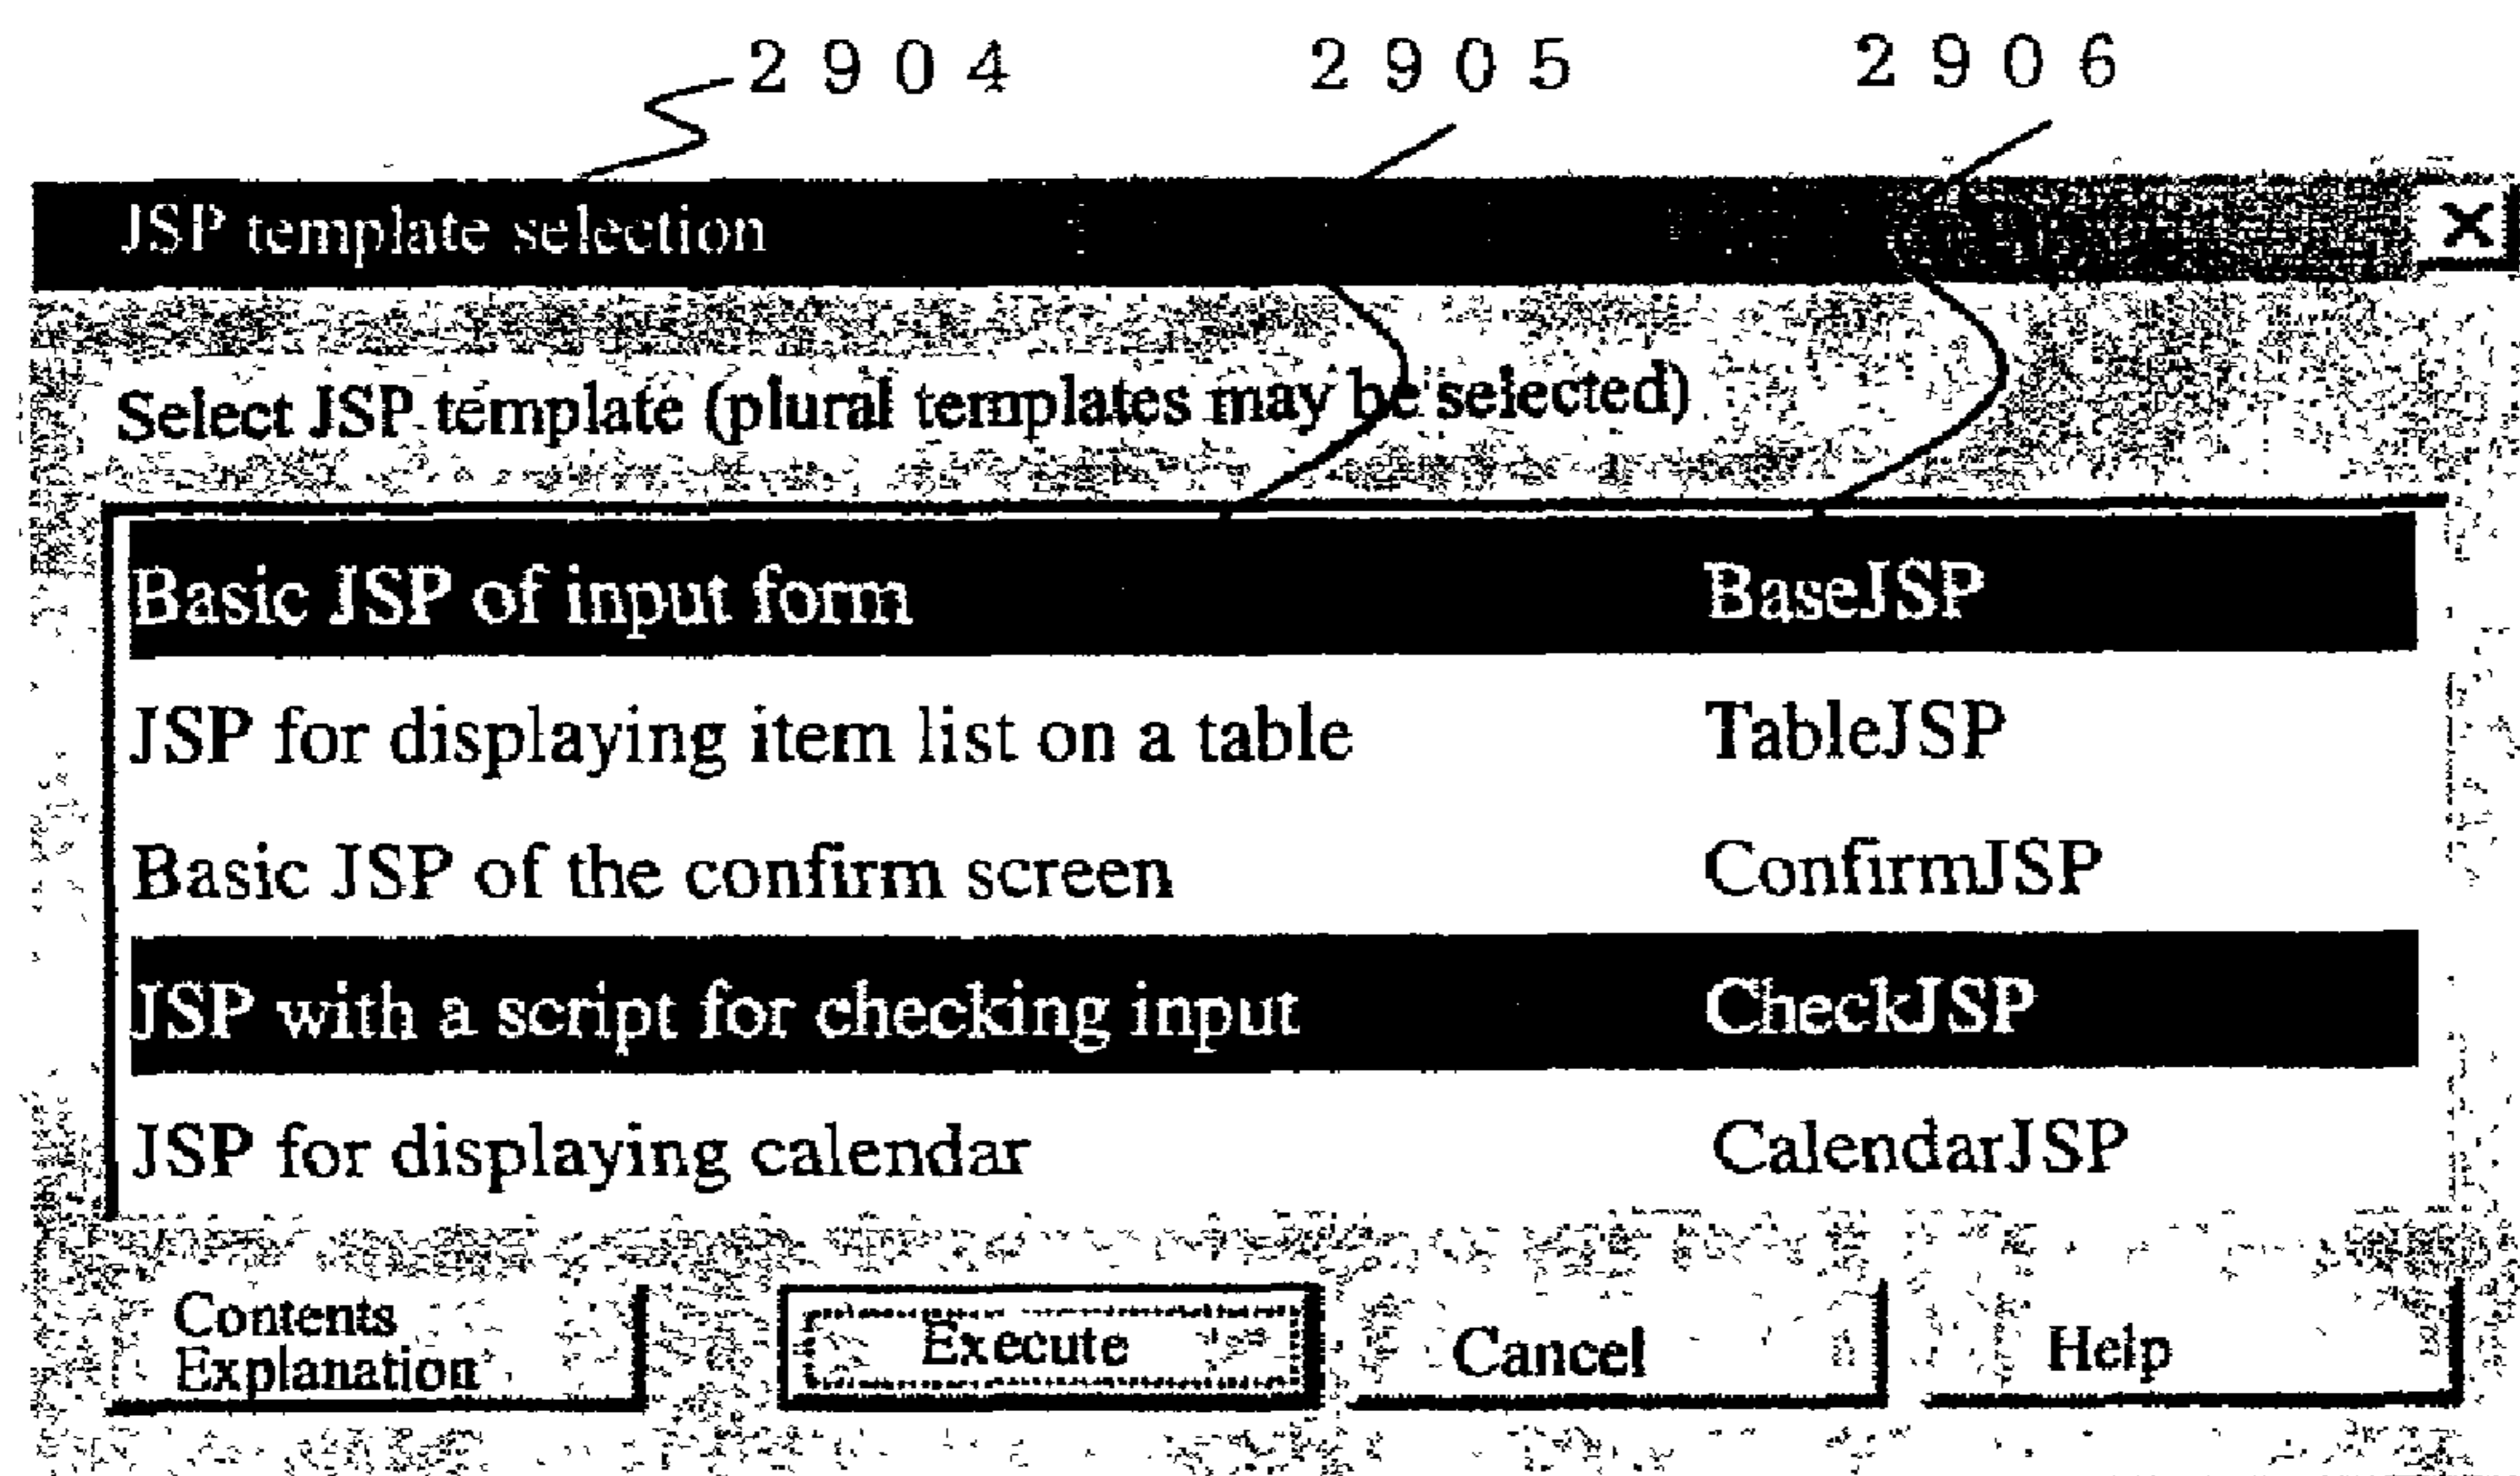 2904 2905 2906
JSP template selection
Select JSP template (plural templates may be selected)
Basic JSP of input form BaseJSP
JSP for displaying item list on a table TableJSP
Basic JSP of the confirm screen ConfirmJSP
JSP with a script for checking input CheckJSP
JSP for displaying calendar CalendarJSP
Contents
Explanation
Execute Cancel Help